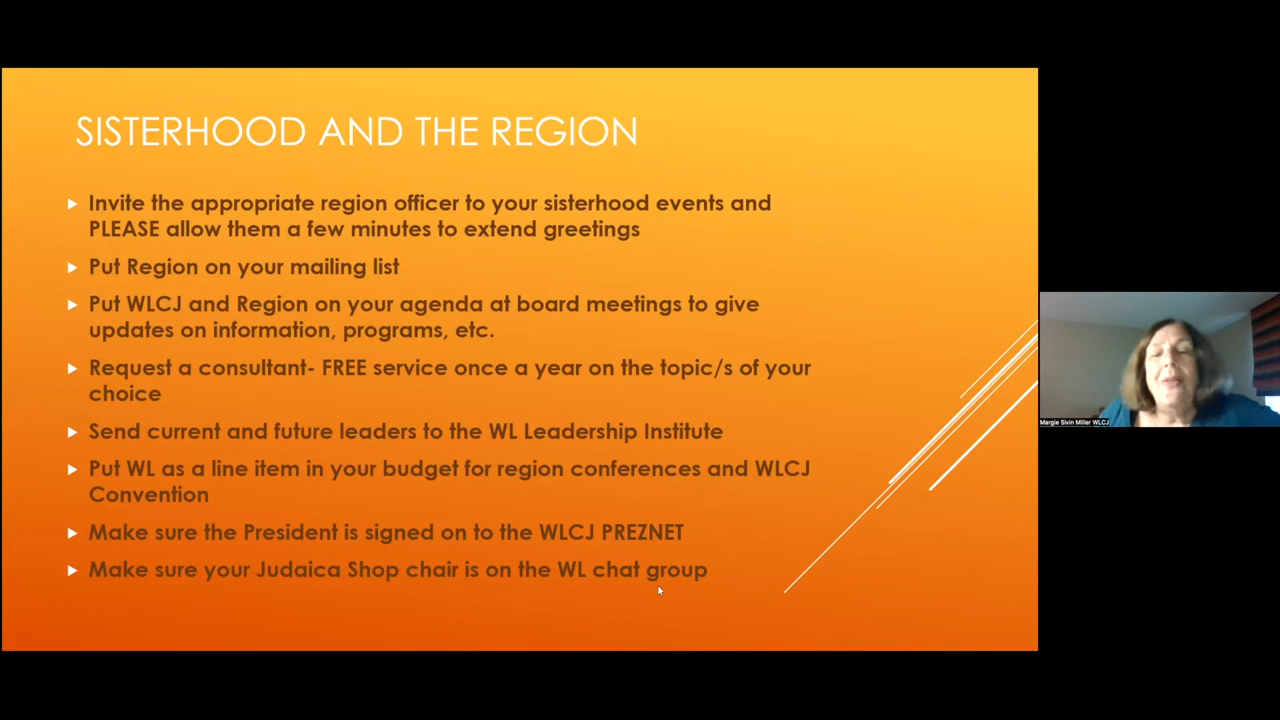 SISTERHOOD AND THE REGION
Invite the appropriate region officer to your sisterhood events and
PLEASE allow them a few minutes to extend greetings
Put Region on your mailing list
Put WLCJ and Region on your agenda at board meetings to give
updates on information, programs, etc.
Request a consultant- FREE service once a year on the topic/s of your
choice
Send current and future leaders to the WL Leadership Institute
Put WL as a line item in your budget for region conferences and WLCJ
Convention
Make sure the President is signed on to the WLCJ PREZNET
Make sure your Judaica Shop chair is on the WL chat group
Margie Sivin Miller WLCJ